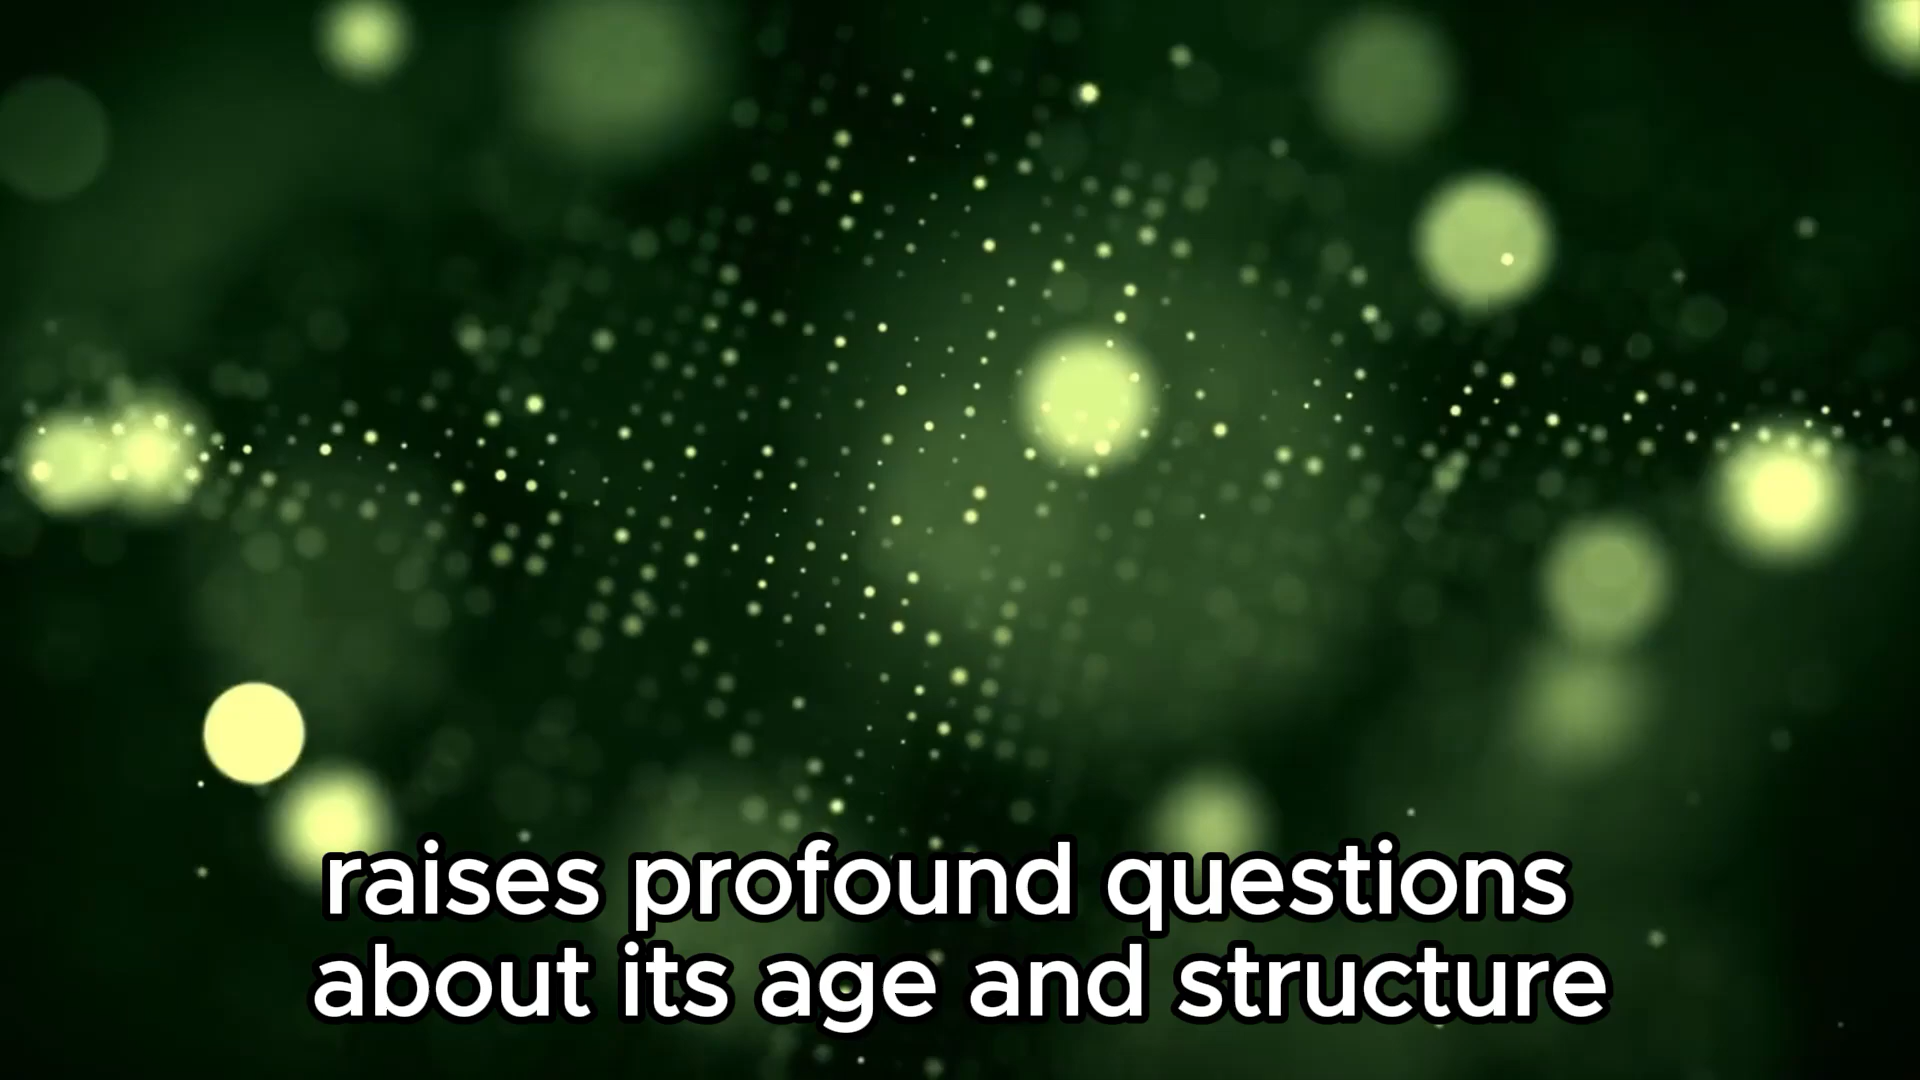 raises profound questions
about its age and structure